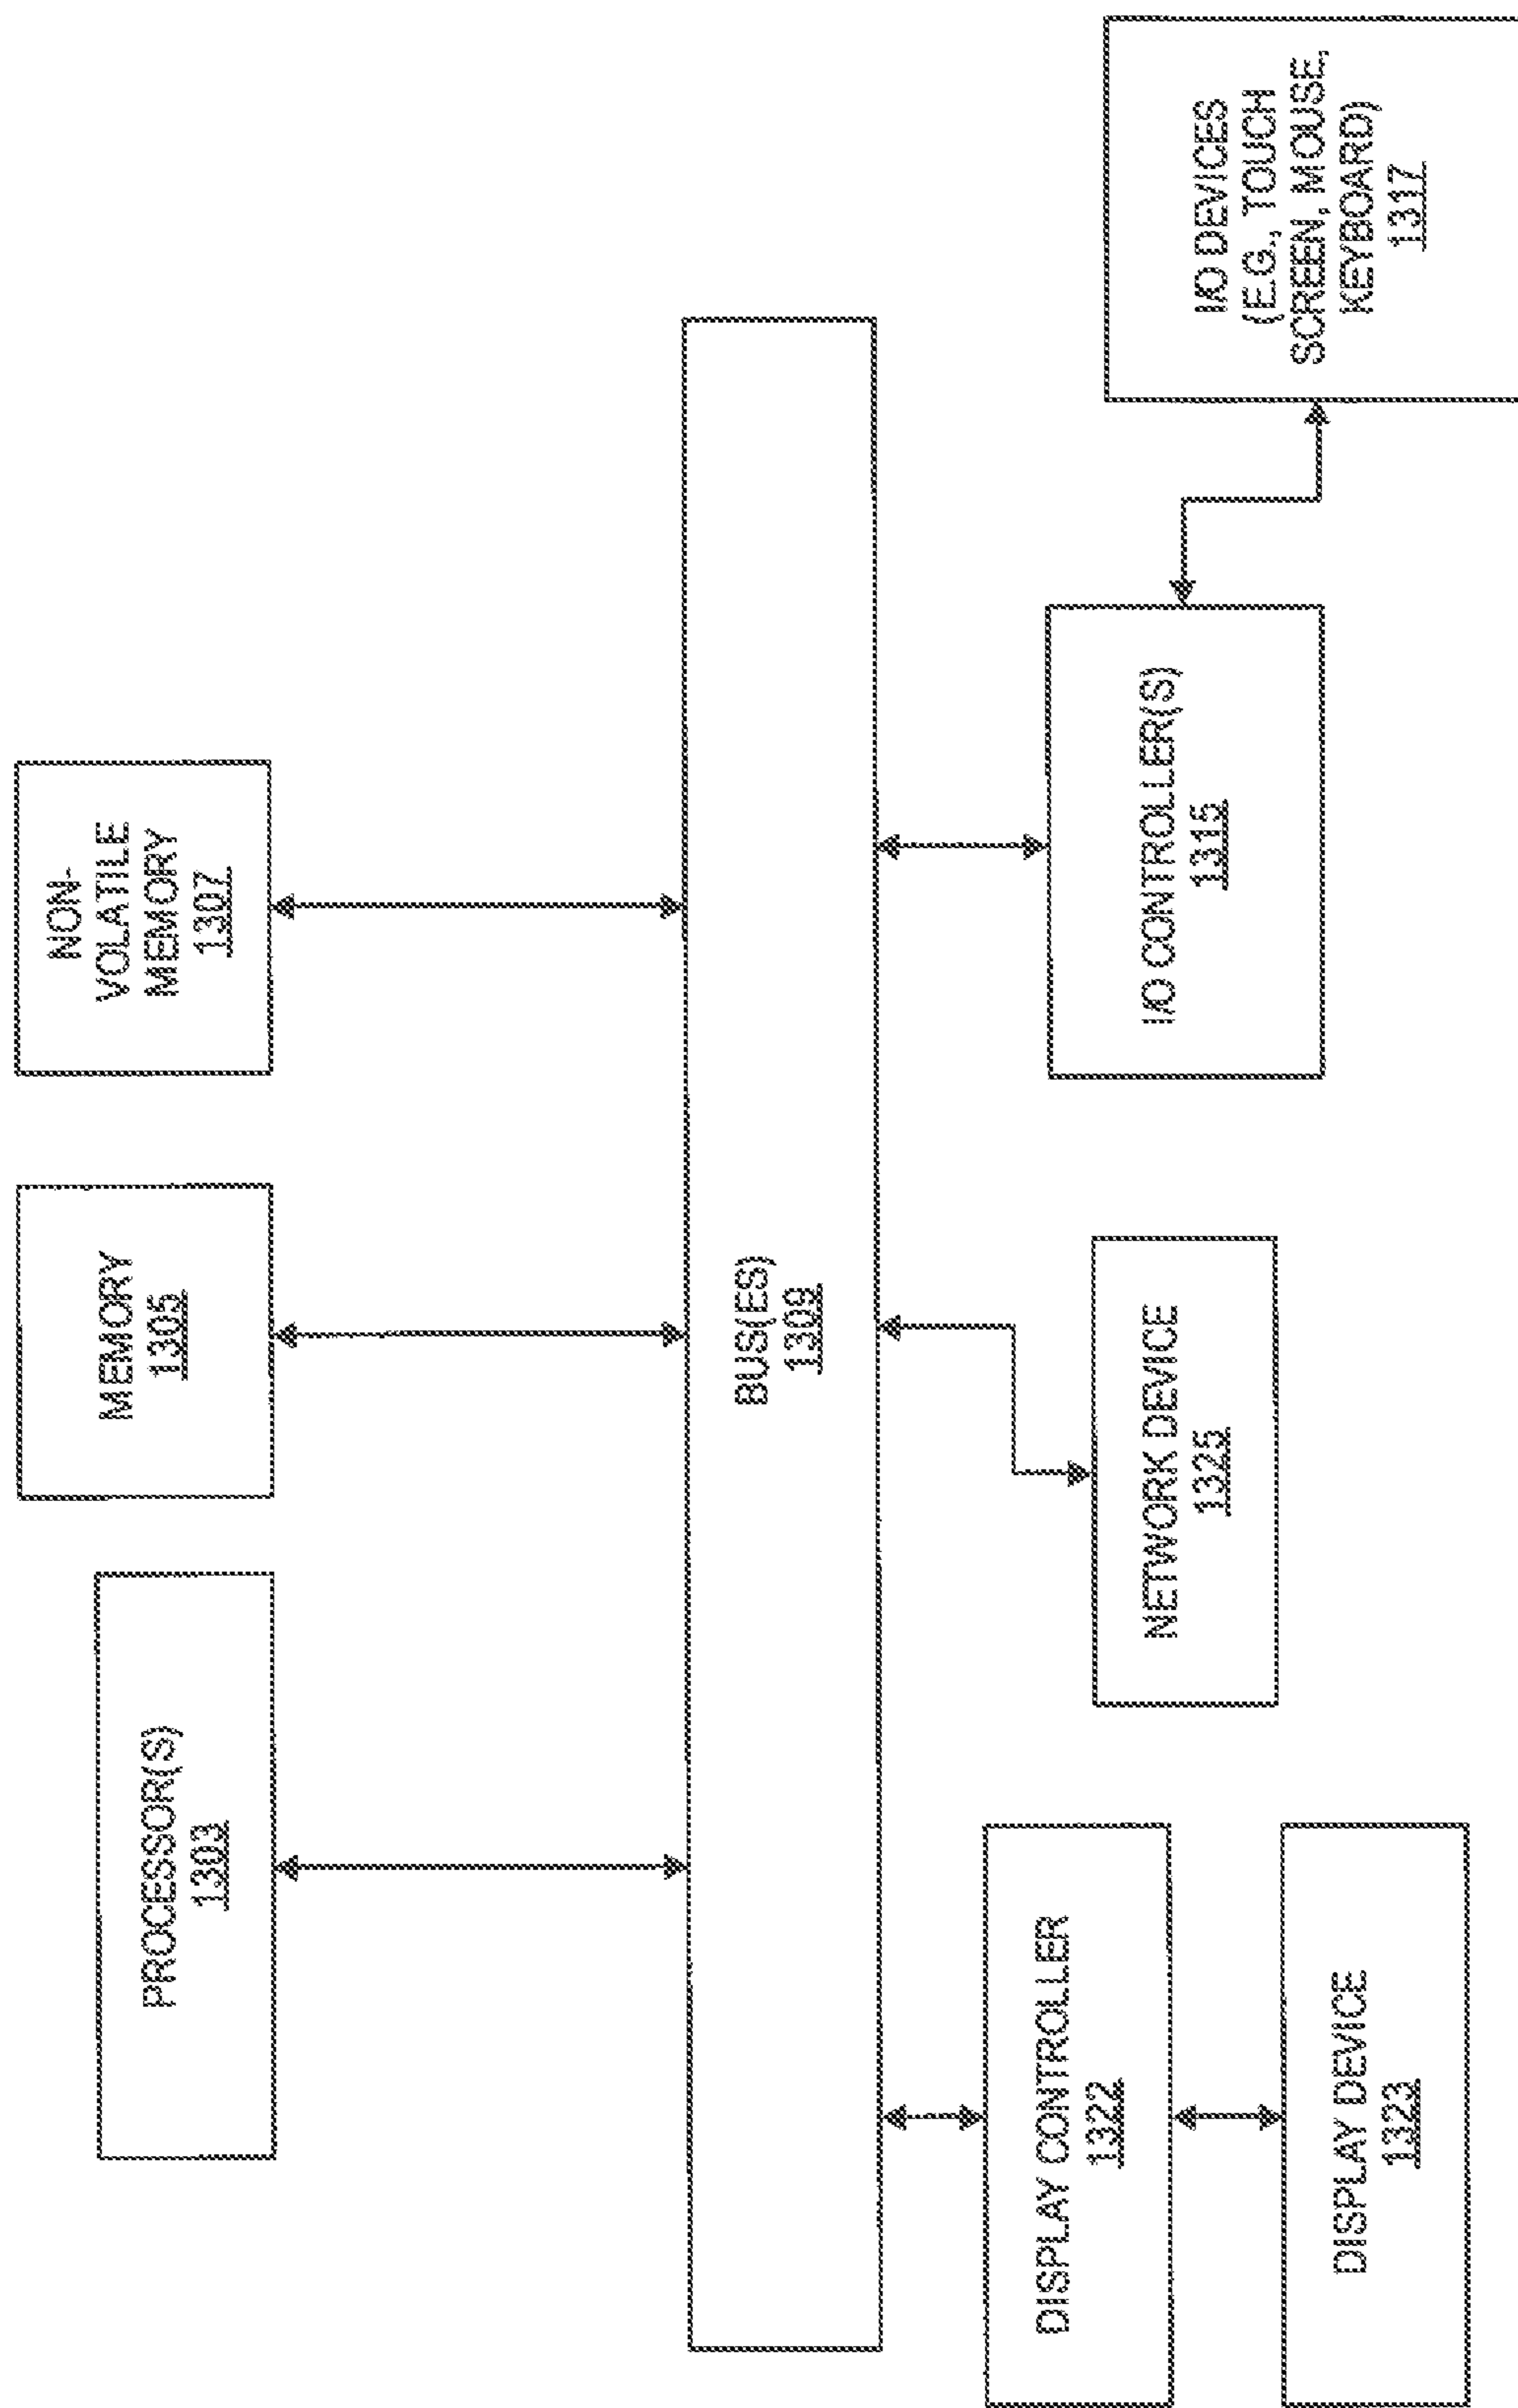 PROCESSOR(S)
1303
MEMORY
1305
NON-
VOLATILE
MEMORY
1307
BUS(ES)
1309
DISPLAY CONTROLLER
1322
DISPLAY DEVICE
1323
NETWORK DEVICE
1325
I/O CONTROLLER(S)
1315
I/O DEVICES
(E.G., TOUCH
SCREEN, MOUSE,
KEYBOARD)
1317